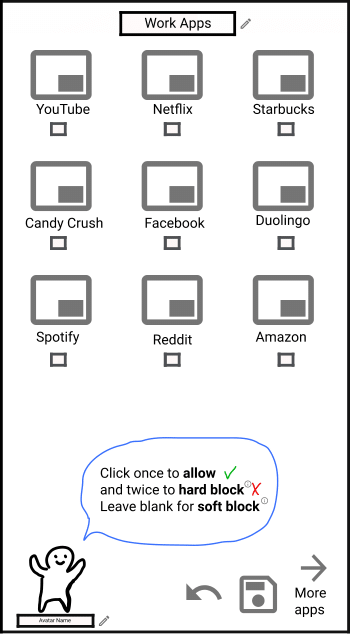 Work Apps
YouTube Netflix Starbucks
Candy Crush Facebook Duolingo
Spotify Reddit Amazon
Click once to allow
and twice to hard block
Leave blank for soft block
More
apps
Avatar Name